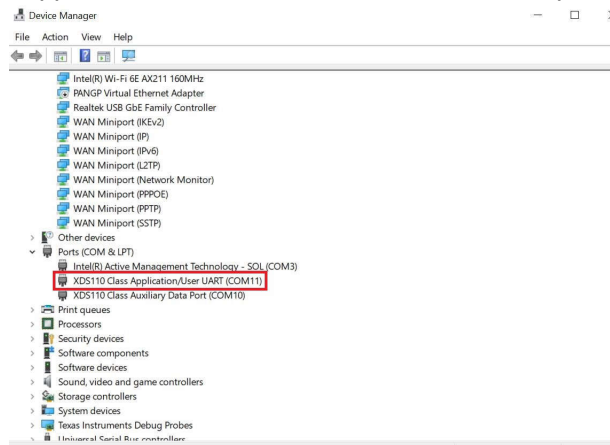 Device Manager
File Action View Help
Intel(R) Wi-Fi 6E AX211 160MHz
PANGP Virtual Ethernet Adapter
Realtek USB GbE Family Controller
WAN Miniport (IKEv2)
WAN Miniport (IP)
WAN Miniport (IPv6)
WAN Miniport (L2TP)
WAN Miniport (Network Monitor)
WAN Miniport (PPPOE)
WAN Miniport (PPTP)
WAN Miniport (SSTP)
Other devices
Ports (COM & LPT)
Intel(R) Active Management Technology - SOL (COM3)
XDS110 Class Application/User UART (COM11)
XDS110 Class Auxiliary Data Port (COM10)
Print queues
Processors
Security devices
Software components
Software devices
Sound, video and game controllers
Storage controllers
System devices
Texas Instruments Debug Probes
Universal Serial Bus controllers